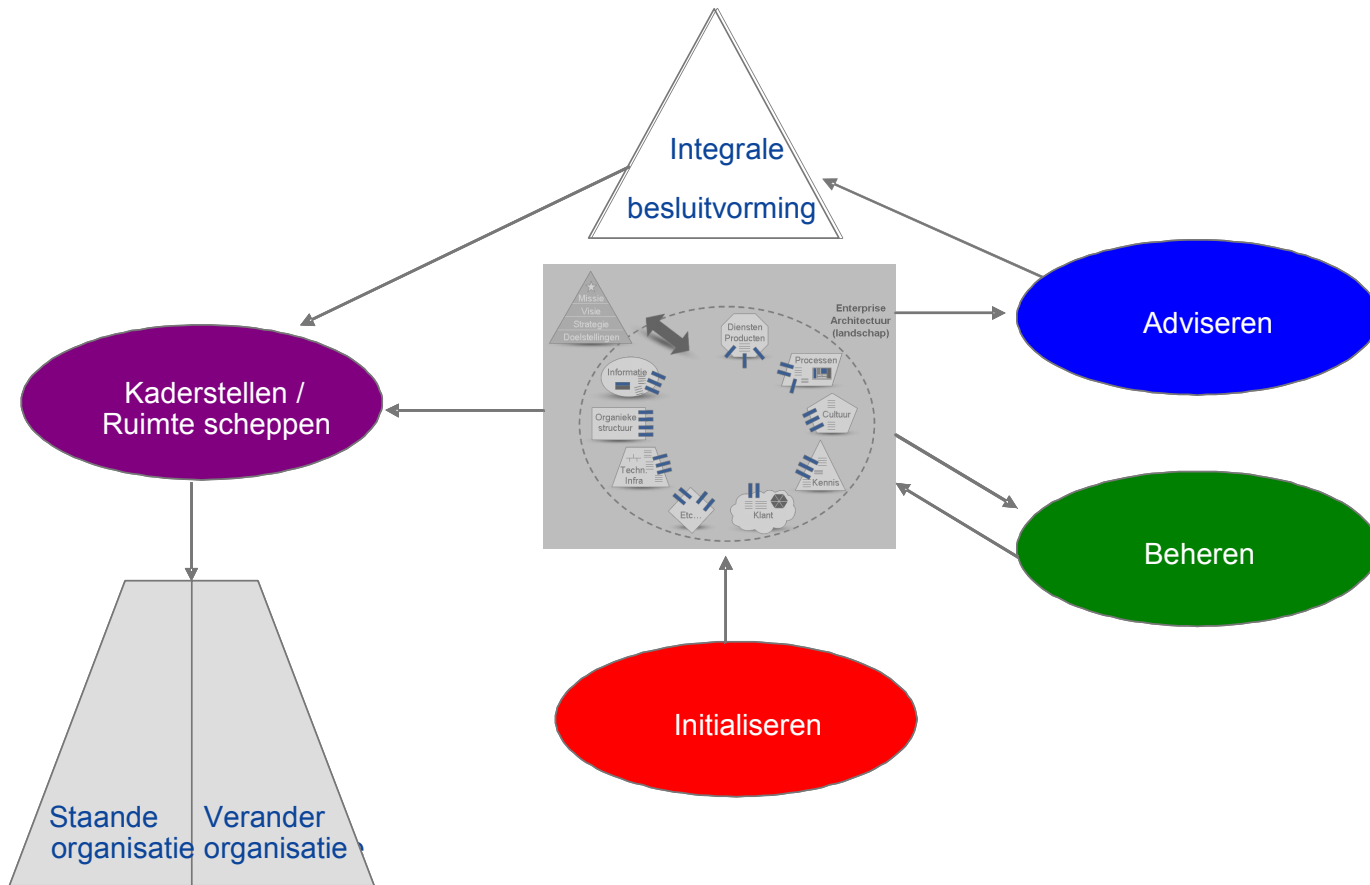 Integrale
besluitvorming
Missie
Visie
Strategie
Doelstellingen
Enterprise
Architectuur
(landschap)
Diensten
Producten
Processen
Informatie
Cultuur
Organieke
structuur
Techn.
Infra
Kennis
Etc...
Klant
Adviseren
Kaderstellen /
Ruimte scheppen
Beheren
Initialiseren
Staande
organisatie
Verander
organisatie